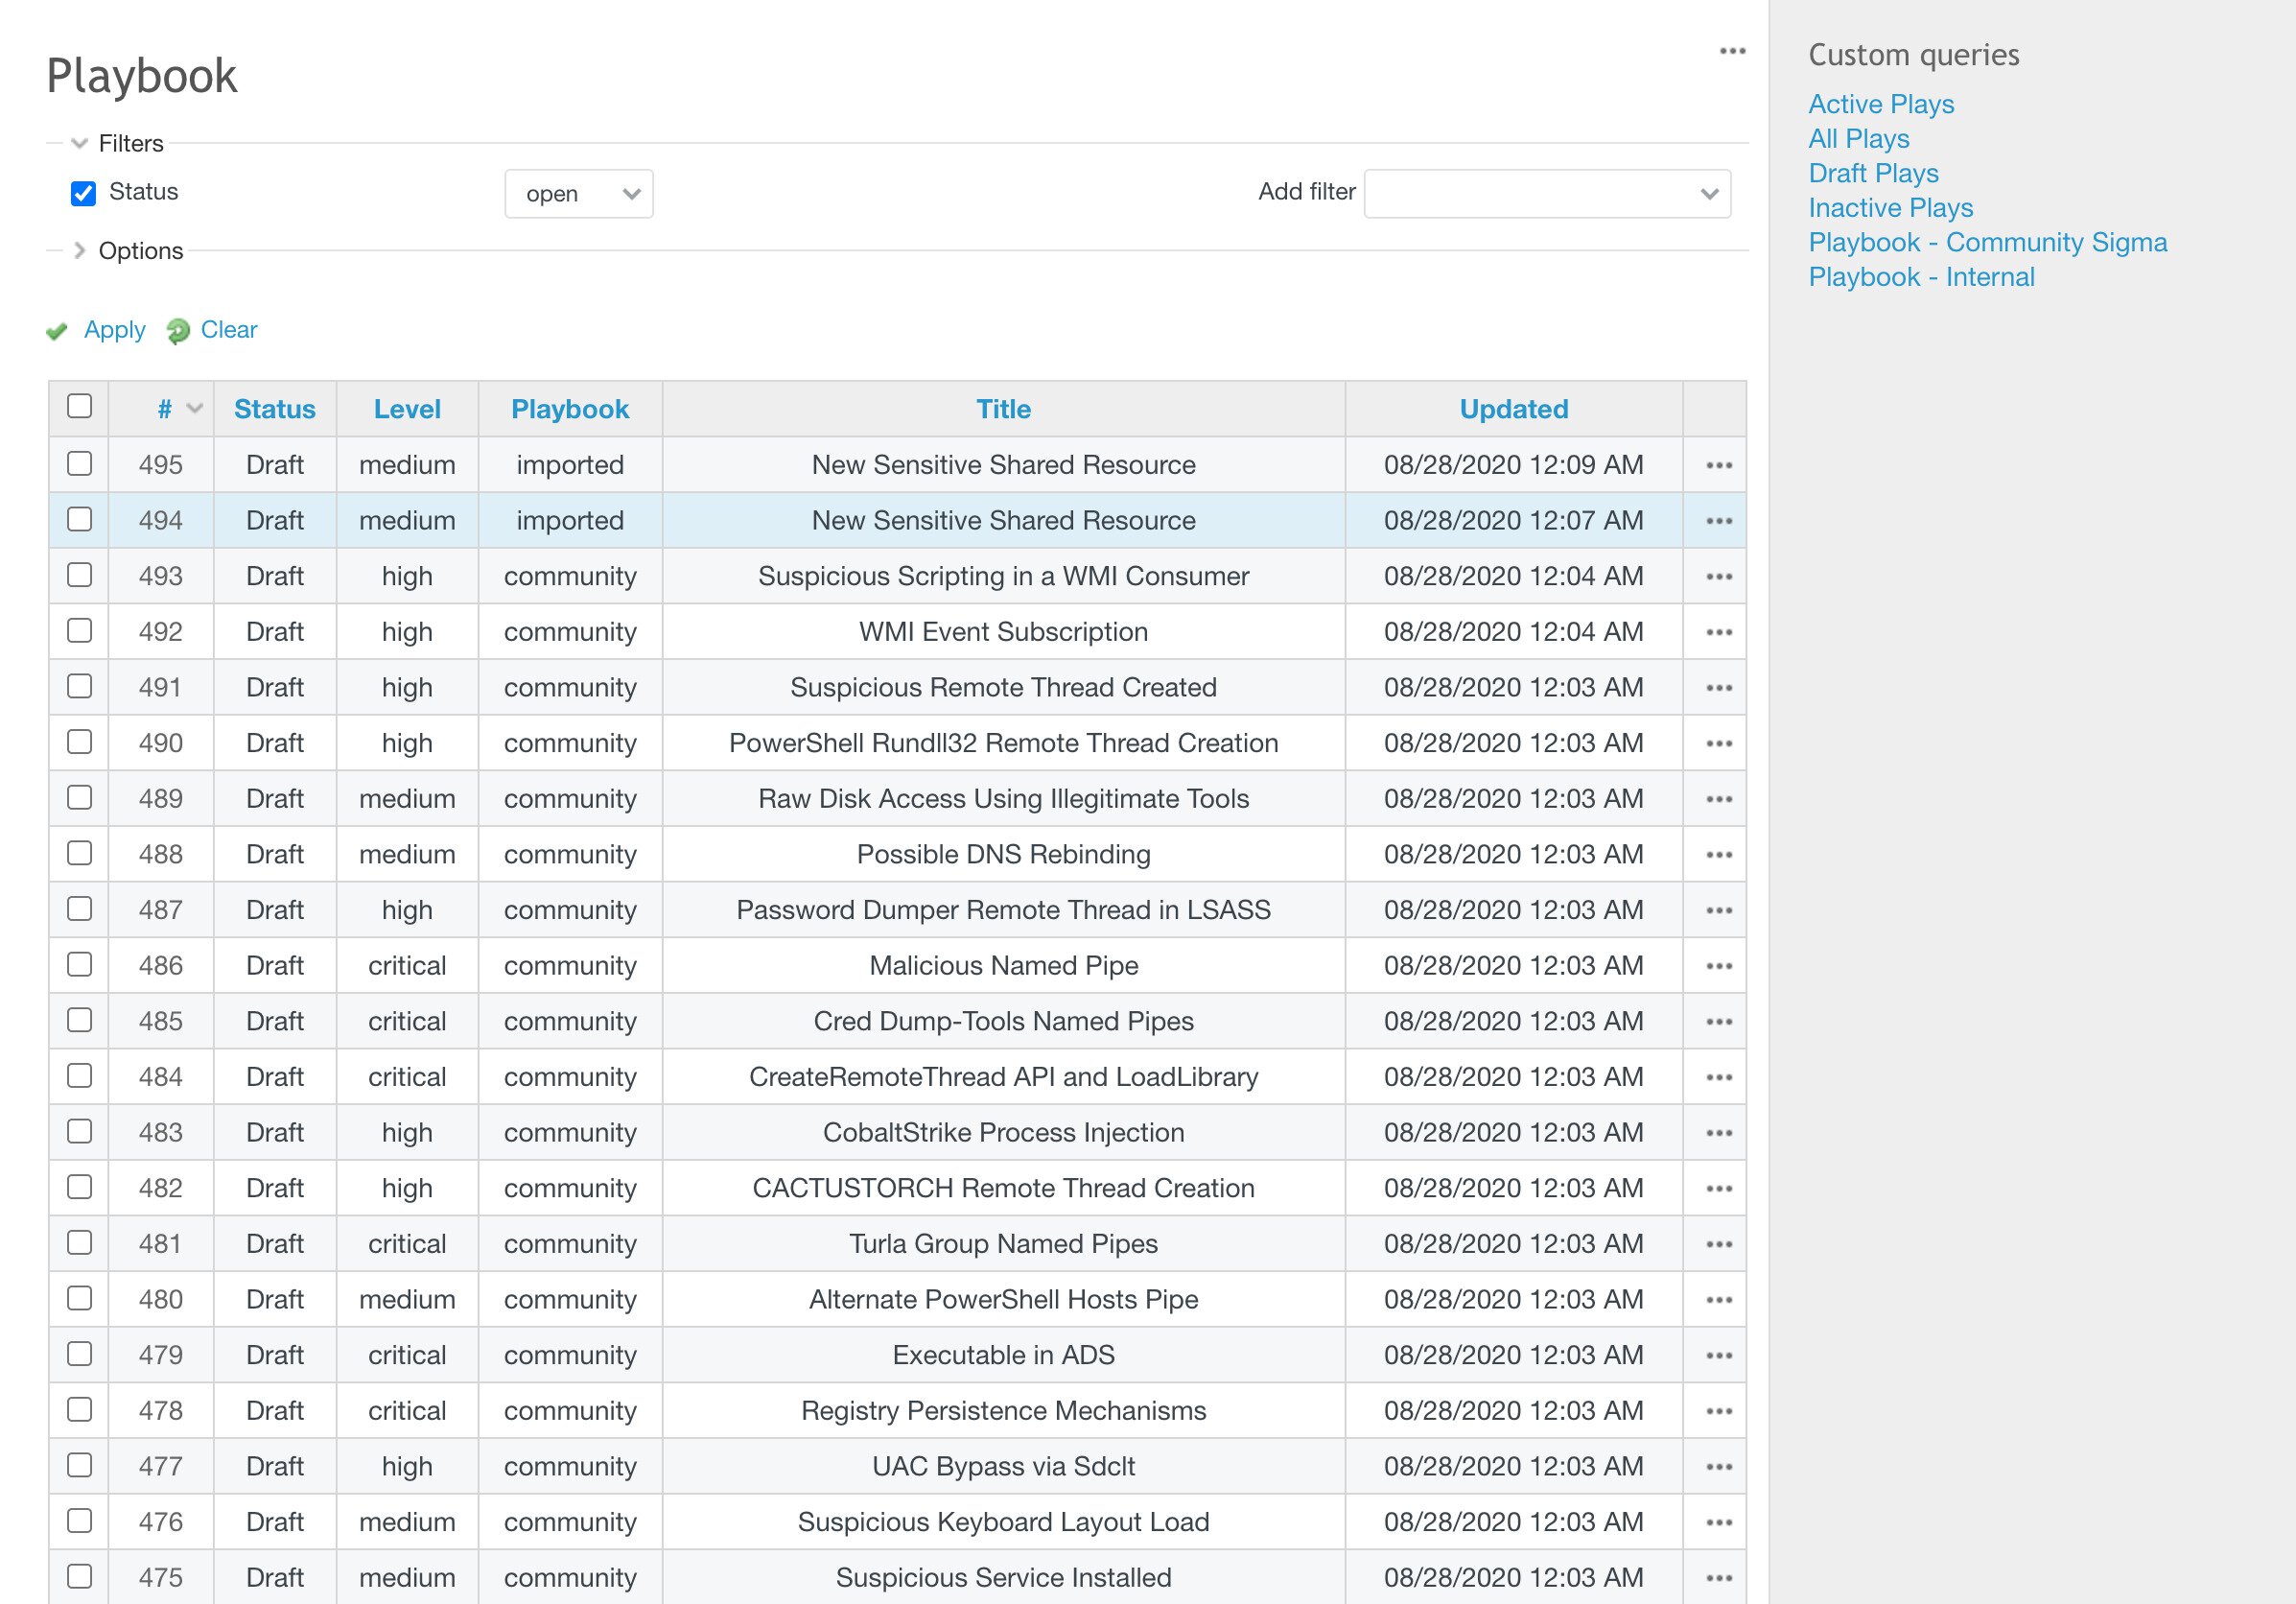 Playbook
Filters
Status open Add filter
Options
Apply Clear
# Status Level Playbook Title Updated
495 Draft medium imported New Sensitive Shared Resource 08/28/2020 12:09 AM
494 Draft medium imported New Sensitive Shared Resource 08/28/2020 12:07 AM
493 Draft high community Suspicious Scripting in a WMI Consumer 08/28/2020 12:04 AM
492 Draft high community WMI Event Subscription 08/28/2020 12:04 AM
491 Draft high community Suspicious Remote Thread Created 08/28/2020 12:03 AM
490 Draft high community PowerShell Rundll32 Remote Thread Creation 08/28/2020 12:03 AM
489 Draft medium community Raw Disk Access Using Illegitimate Tools 08/28/2020 12:03 AM
488 Draft medium community Possible DNS Rebinding 08/28/2020 12:03 AM
487 Draft high community Password Dumper Remote Thread in LSASS 08/28/2020 12:03 AM
486 Draft critical community Malicious Named Pipe 08/28/2020 12:03 AM
485 Draft critical community Cred Dump-Tools Named Pipes 08/28/2020 12:03 AM
484 Draft critical community CreateRemoteThread API and LoadLibrary 08/28/2020 12:03 AM
483 Draft high community CobaltStrike Process Injection 08/28/2020 12:03 AM
482 Draft high community CACTUSTORCH Remote Thread Creation 08/28/2020 12:03 AM
481 Draft critical community Turla Group Named Pipes 08/28/2020 12:03 AM
480 Draft medium community Alternate PowerShell Hosts Pipe 08/28/2020 12:03 AM
479 Draft critical community Executable in ADS 08/28/2020 12:03 AM
478 Draft critical community Registry Persistence Mechanisms 08/28/2020 12:03 AM
477 Draft high community UAC Bypass via Sdclt 08/28/2020 12:03 AM
476 Draft medium community Suspicious Keyboard Layout Load 08/28/2020 12:03 AM
475 Draft medium community Suspicious Service Installed 08/28/2020 12:03 AM
Custom queries
Active Plays
All Plays
Draft Plays
Inactive Plays
Playbook - Community Sigma
Playbook - Internal